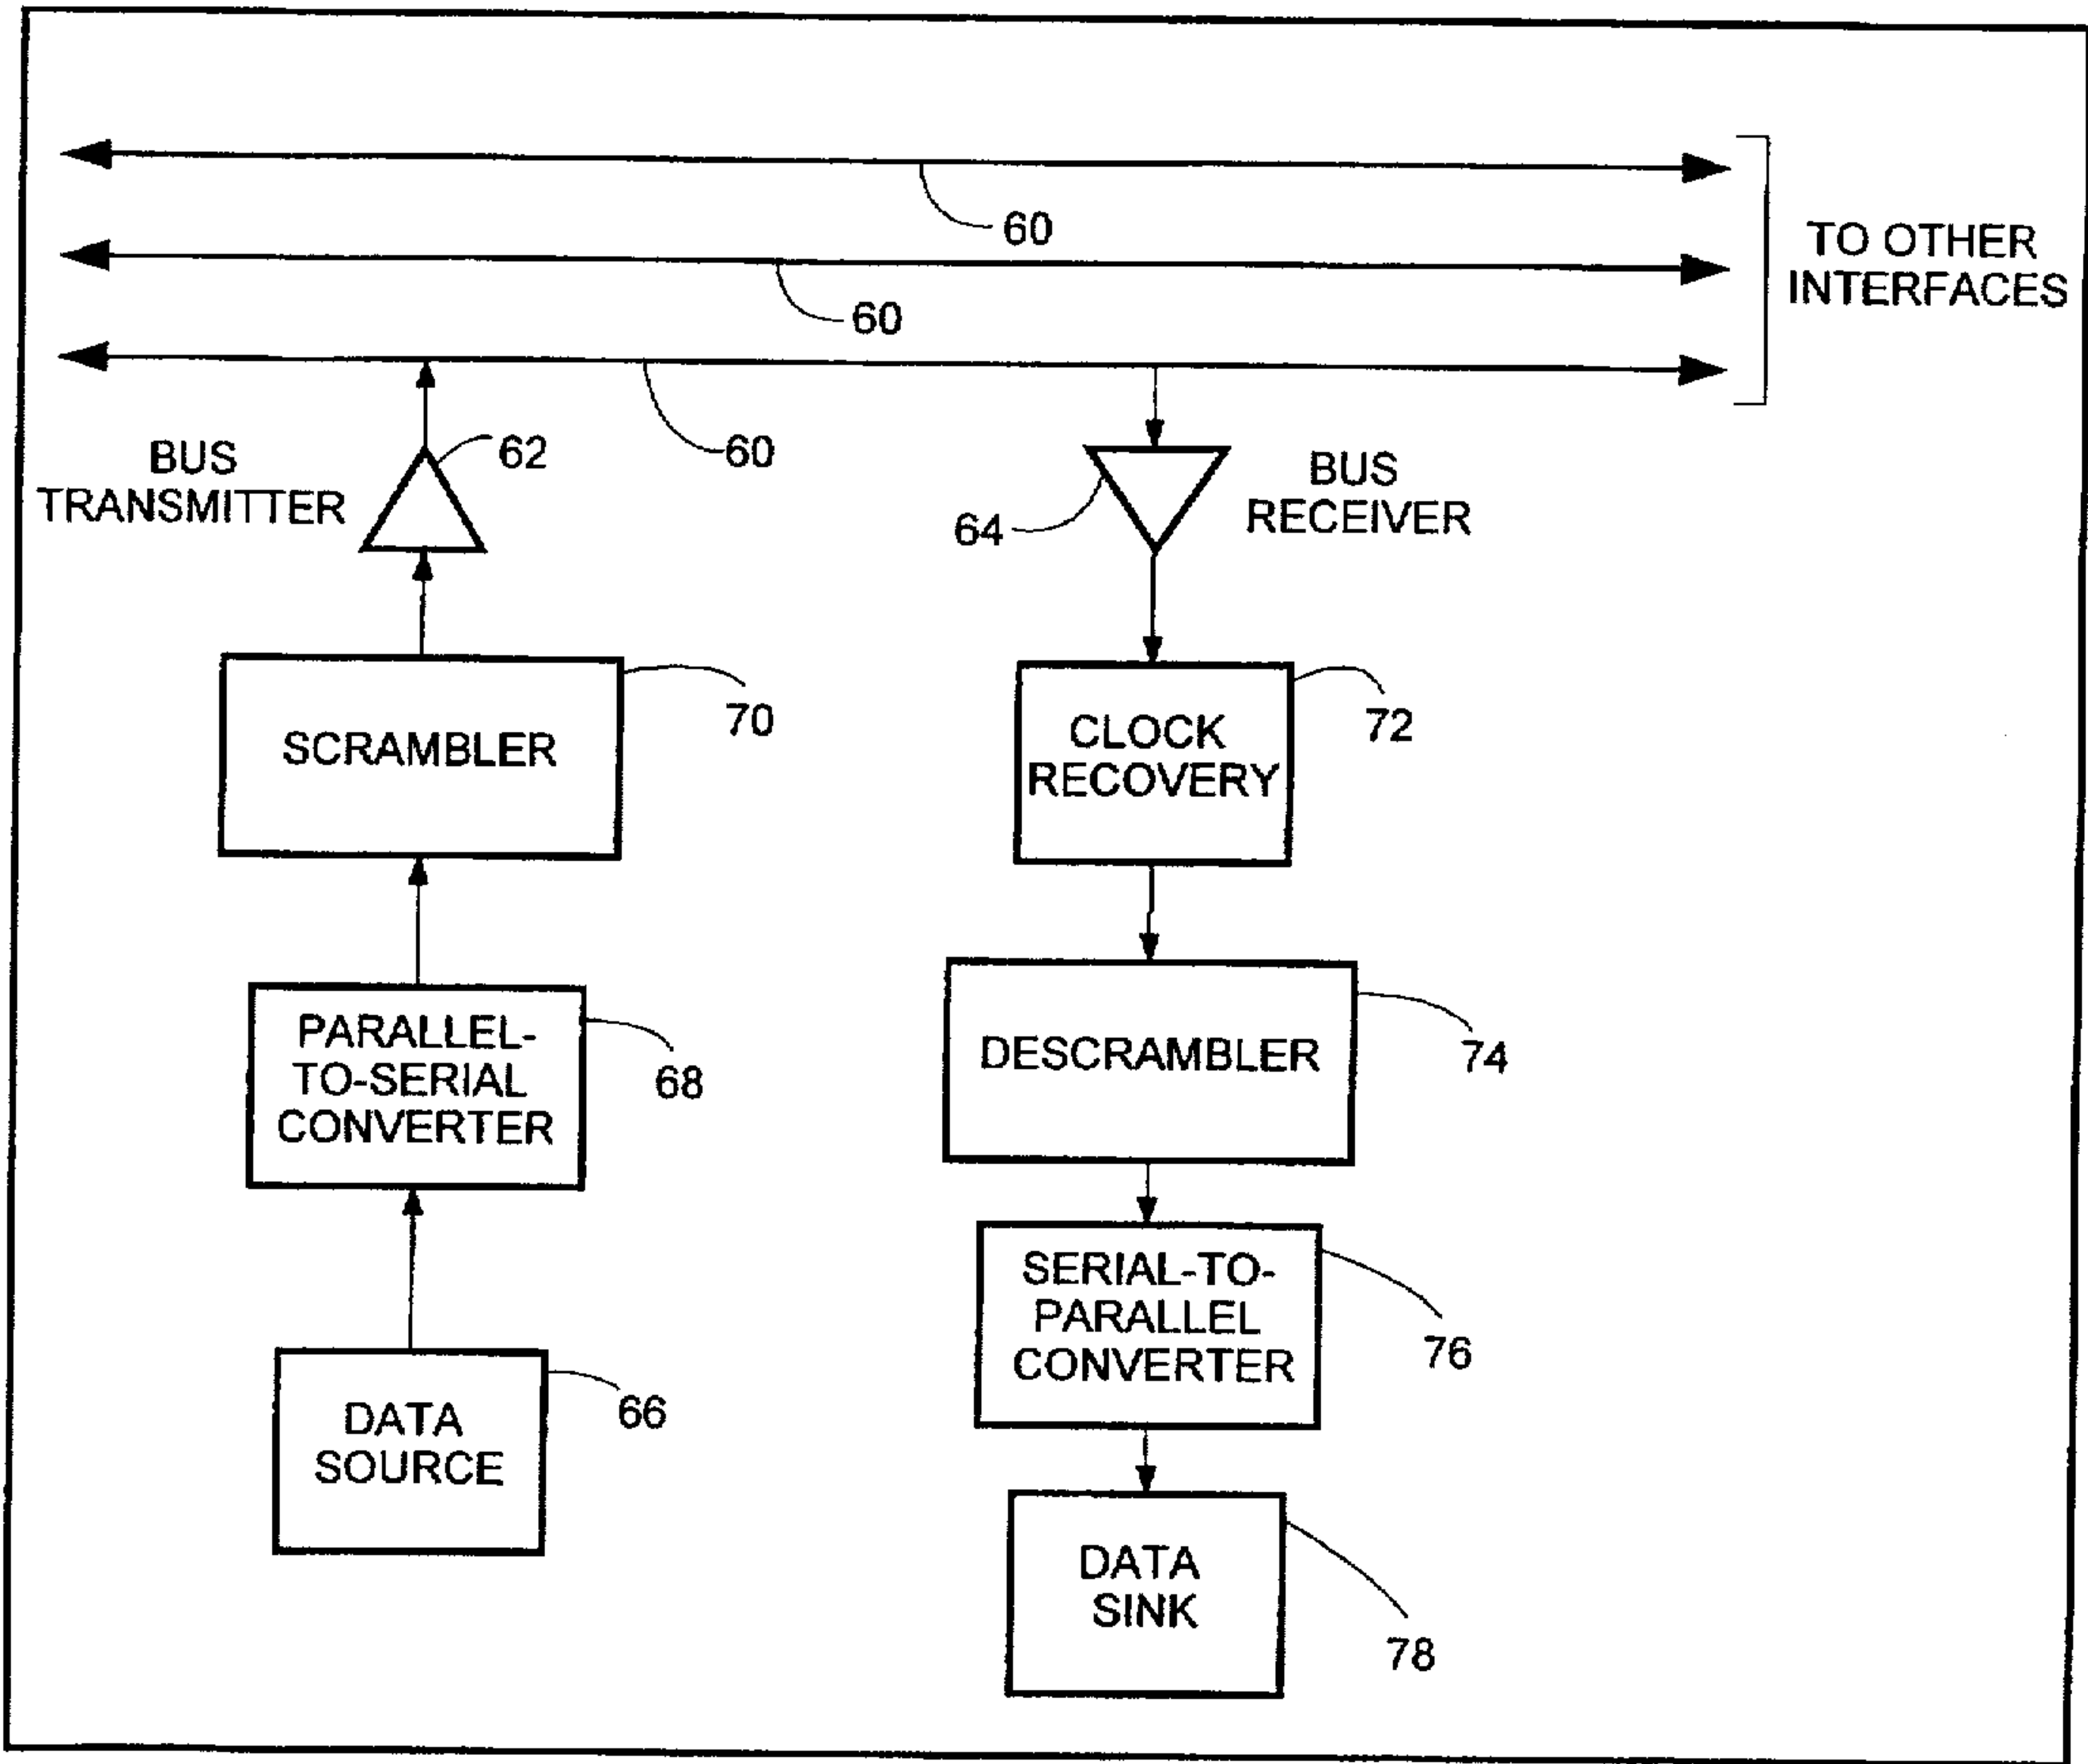 60
TO OTHER
INTERFACES
60
60
BUS
TRANSMITTER
62
64
BUS
RECEIVER
SCRAMBLER
70
CLOCK
RECOVERY
72
PARALLEL-
TO-SERIAL
CONVERTER
68
DESCRAMBLER
74
SERIAL-TO-
PARALLEL
CONVERTER
76
DATA
SOURCE
66
DATA
SINK
78